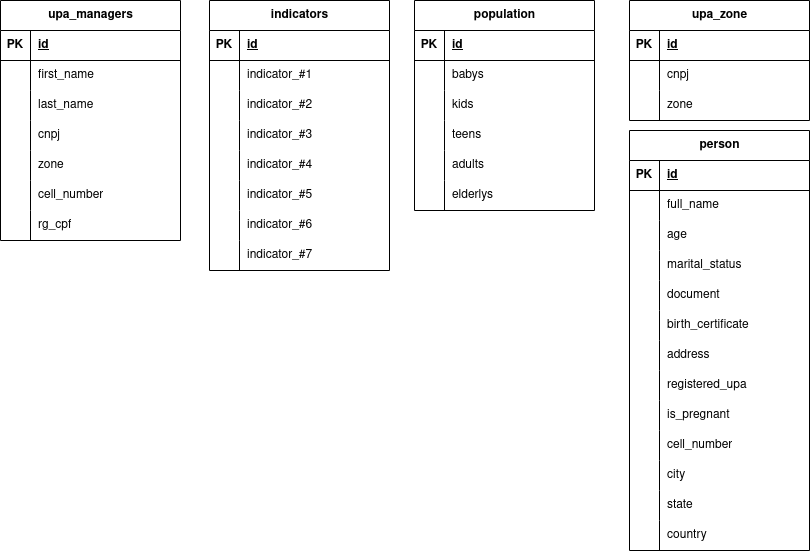 upa_managers
PK id
first_name
last_name
cnpj
zone
cell_number
rg_cpf
indicators
PK id
indicator_#1
indicator_#2
indicator_#3
indicator_#4
indicator_#5
indicator_#6
indicator_#7
population
PK id
babys
kids
teens
adults
elderlys
upa_zone
PK id
cnpj
zone
person
PK id
full_name
age
marital_status
document
birth_certificate
address
registered_upa
is_pregnant
cell_number
city
state
country